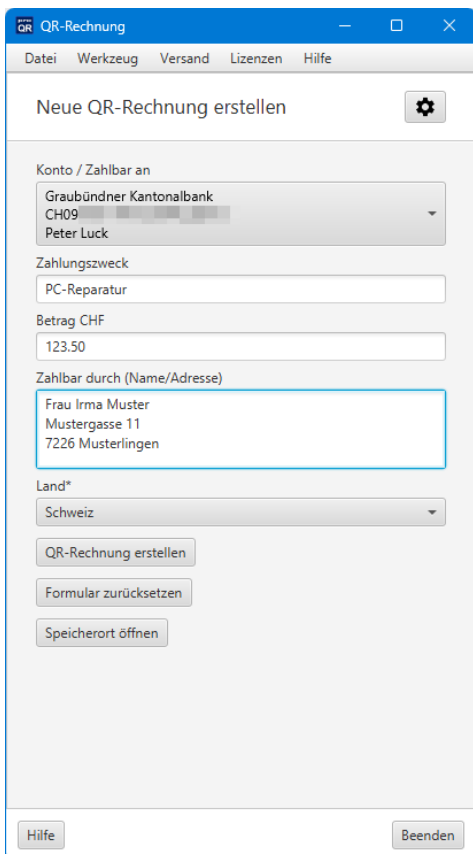 QR QR-Rechnung
Datei Werkzeug Versand Lizenzen Hilfe
Neue QR-Rechnung erstellen
Konto / Zahlbar an
Graubündner Kantonalbank
CH09
Peter Luck
Zahlungszweck
PC-Reparatur
Betrag CHF
123.50
Zahlbar durch (Name/Adresse)
Frau Irma Muster
Mustergasse 11
7226 Musterlingen
Land*
Schweiz
QR-Rechnung erstellen
Formular zurücksetzen
Speicherort öffnen
Hilfe Beenden